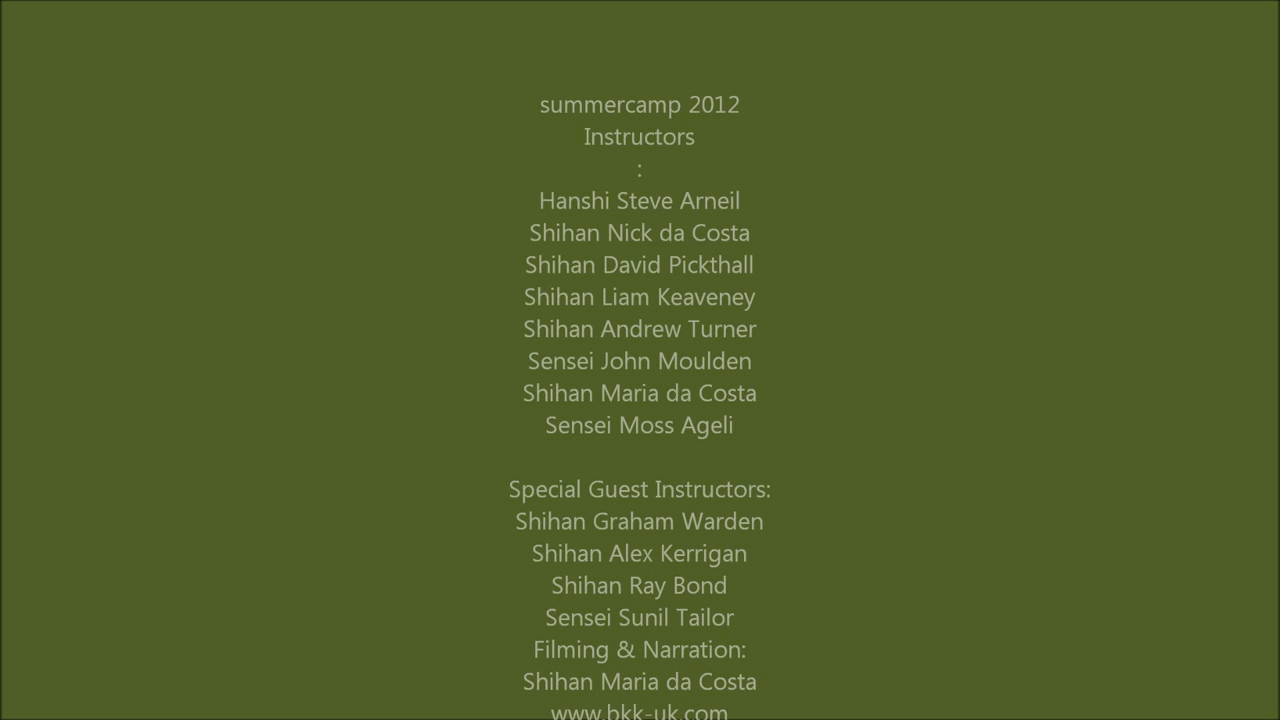 summercamp 2012
Instructors
:
Hanshi Steve Arneil
Shihan Nick da Costa
Shihan David Pickthall
Shihan Liam Keaveney
Shihan Andrew Turner
Sensei John Moulden
Shihan Maria da Costa
Sensei Moss Ageli
Special Guest Instructors:
Shihan Graham Warden
Shihan Alex Kerrigan
Shihan Ray Bond
Sensei Sunil Tailor
Filming & Narration:
Shihan Maria da Costa
www.bkk-uk.com